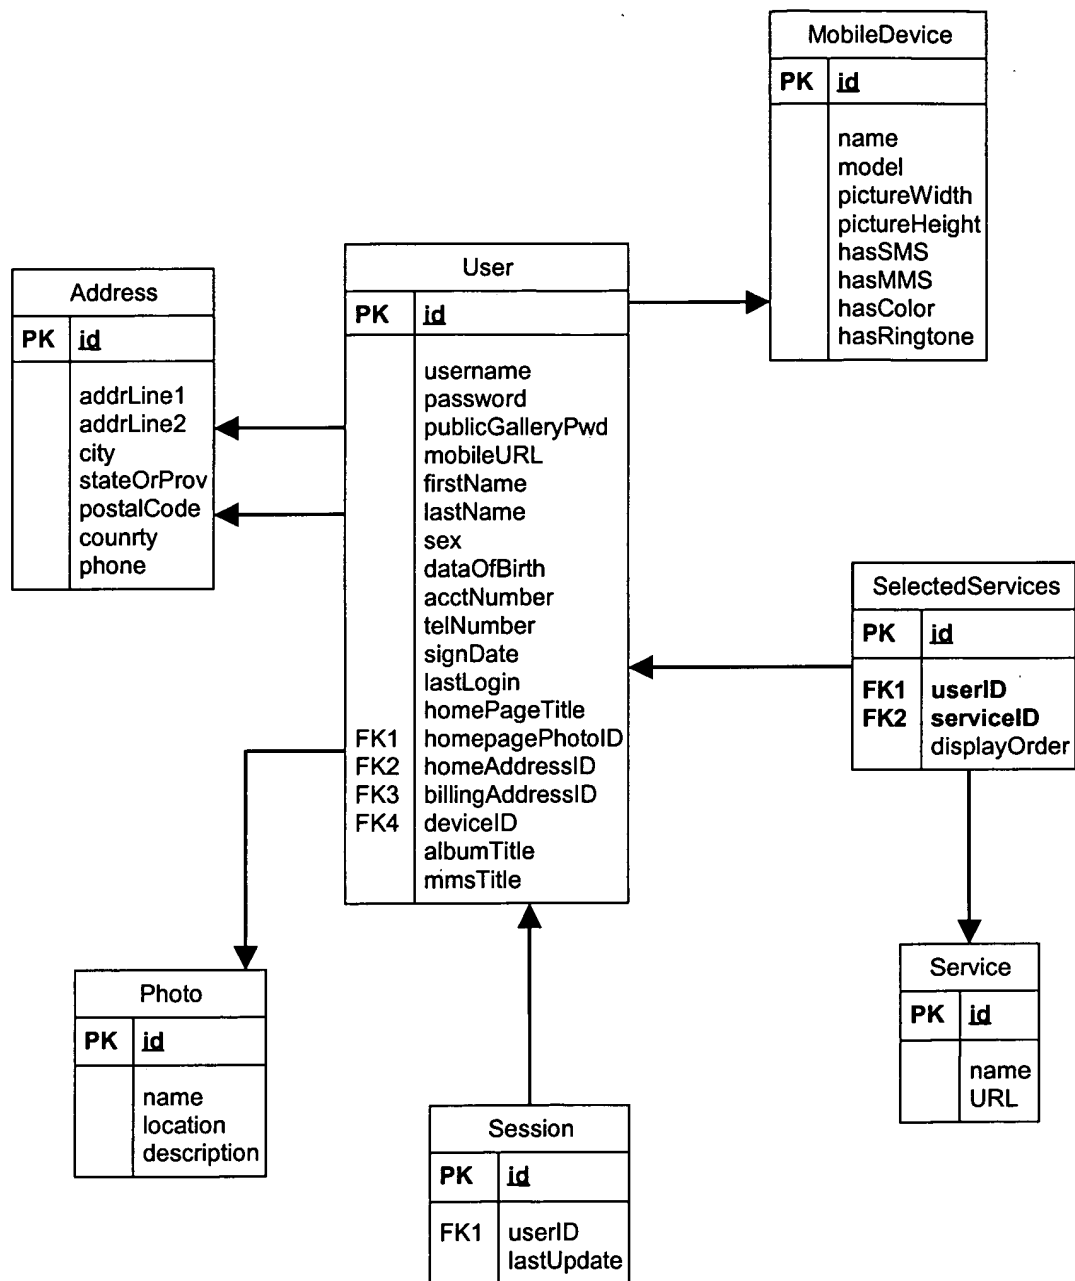 MobileDevice
PK id
name
model
pictureWidth
pictureHeight
hasSMS
hasMMS
hasColor
hasRingtone
User
PK id
username
password
publicGalleryPwd
mobileURL
firstName
lastName
sex
dataOfBirth
acctNumber
telNumber
signDate
lastLogin
homePageTitle
FK1 homepagePhotoID
FK2 homeAddressID
FK3 billingAddressID
FK4 deviceID
albumTitle
mmsTitle
Address
PK id
addrLine1
addrLine2
city
stateOrProv
postalCode
counrty
phone
SelectedServices
PK id
FK1 userID
FK2 serviceID
displayOrder
Service
PK id
name
URL
Photo
PK id
name
location
description
Session
PK id
FK1 userID
lastUpdate